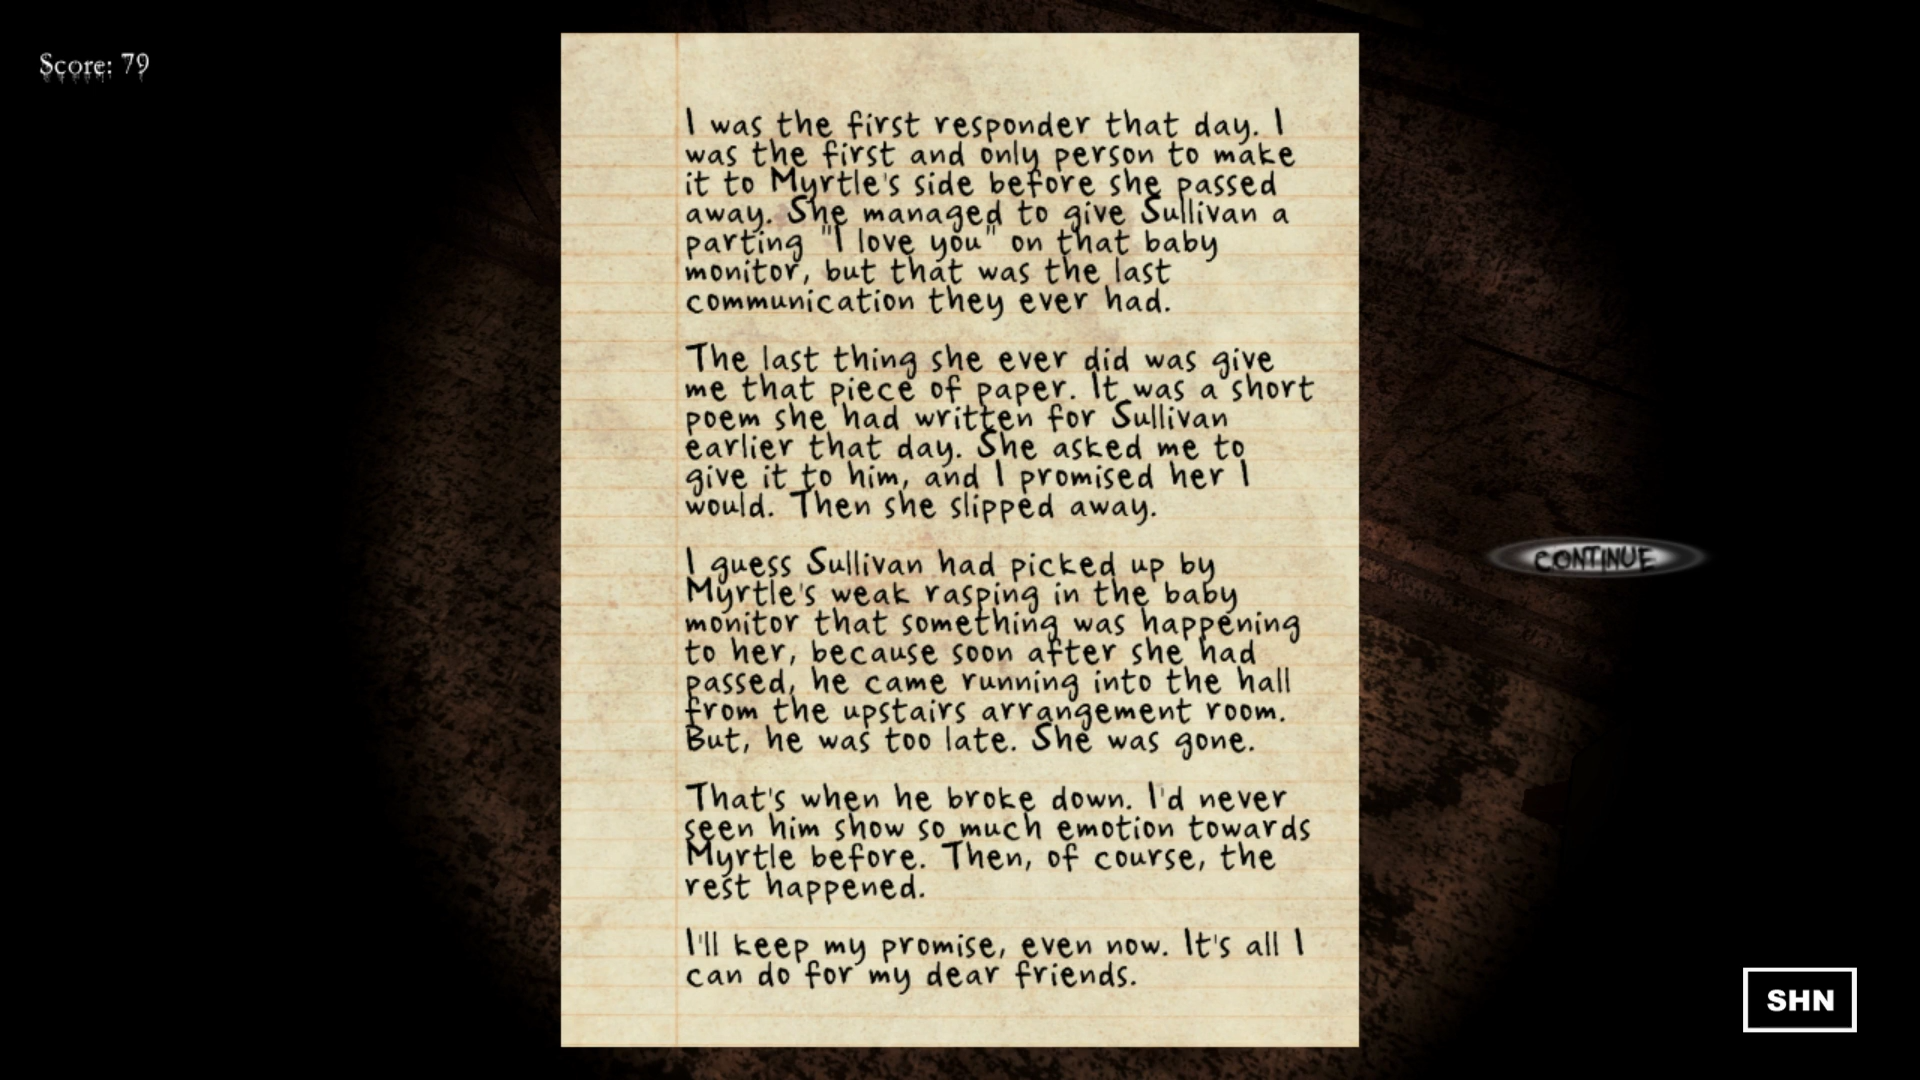 Score: 79
I was the first responder that day. I
was the first and only person to make
it to Myrtle's side before she passed
away. She managed to give Sullivan a
parting "I love you" on that baby
monitor, but that was the last
communication they ever had.
The last thing she ever did was give
me that piece of paper. It was a short
poem she had written for Sullivan
earlier that day. She asked me to
give it to him, and I promised her I
would. Then she slipped away.
I guess Sullivan had picked up by
Myrtle's weak rasping in the baby
monitor that something was happening
to her, because soon after she had
passed, he came running into the hall
from the upstairs arrangement room.
But, he was too late. She was gone.
That's when he broke down. I'd never
seen him show so much emotion towards
Myrtle before. Then, of course, the
rest happened.
I'll keep my promise, even now. It's all I
can do for my dear friends.
CONTINUE
SHN